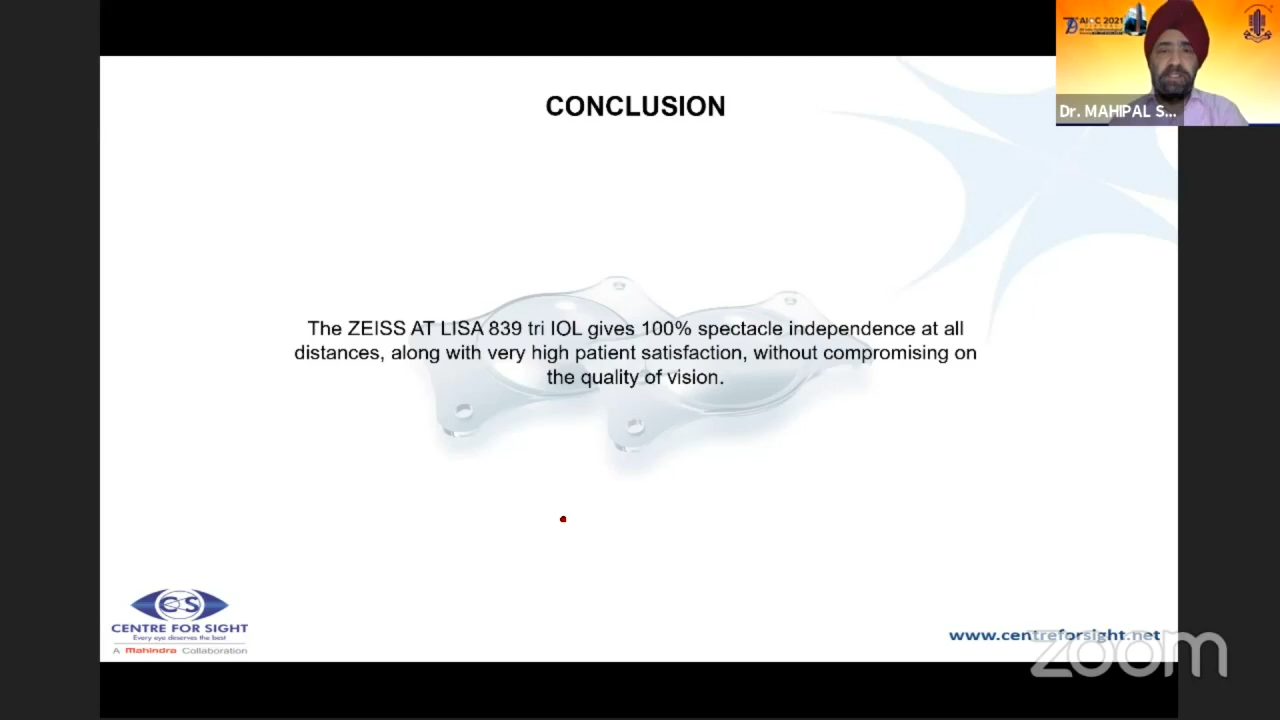 AIOC 2021
Dr. MAHIPAL S...
CONCLUSION
The ZEISS AT LISA 839 tri IOL gives 100% spectacle independence at all
distances, along with very high patient satisfaction, without compromising on
the quality of vision.
CS
CENTRE FOR SIGHT
Every eye deserves the best
A Mahindra Collaboration
www.centreforsight.net
zoom